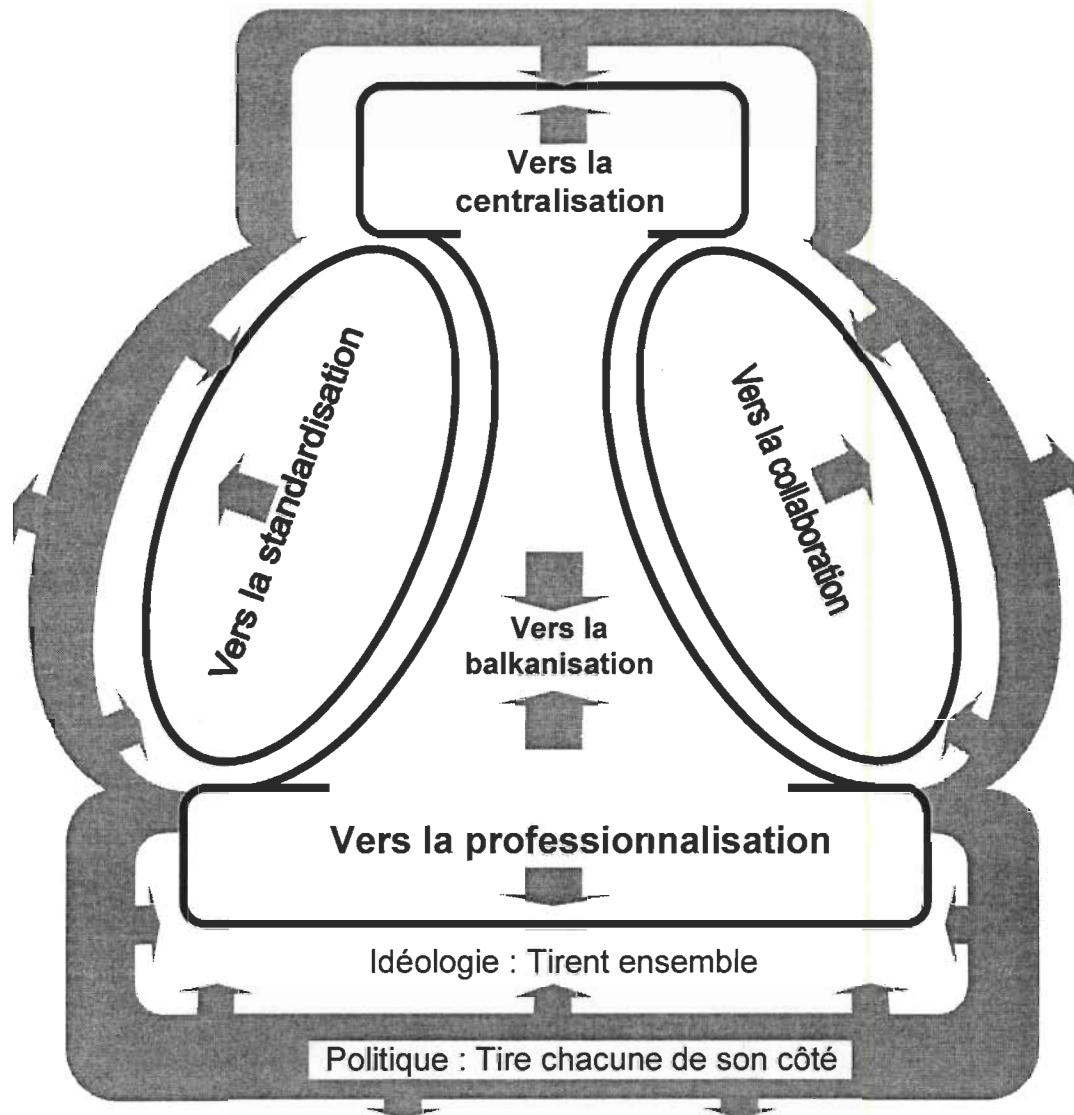 Vers la
centralisation
Vers la standardisation
Vers la collaboration
Vers la
balkanisation
Vers la professionnalisation
Idéologie : Tirent ensemble
Politique : Tire chacune de son côté